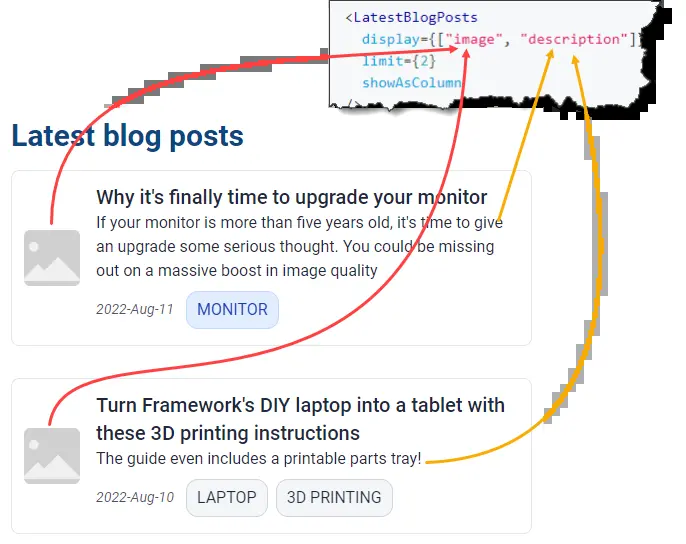 <LatestBlogPosts
display={["image", "description"]}
limit={2}
showAsColumn
/>
Latest blog posts
Why it's finally time to upgrade your monitor
If your monitor is more than five years old, it's time to give
an upgrade some serious thought. You could be missing
out on a massive boost in image quality
2022-Aug-11 MONITOR
Turn Framework's DIY laptop into a tablet with
these 3D printing instructions
The guide even includes a printable parts tray!
2022-Aug-10 LAPTOP 3D PRINTING